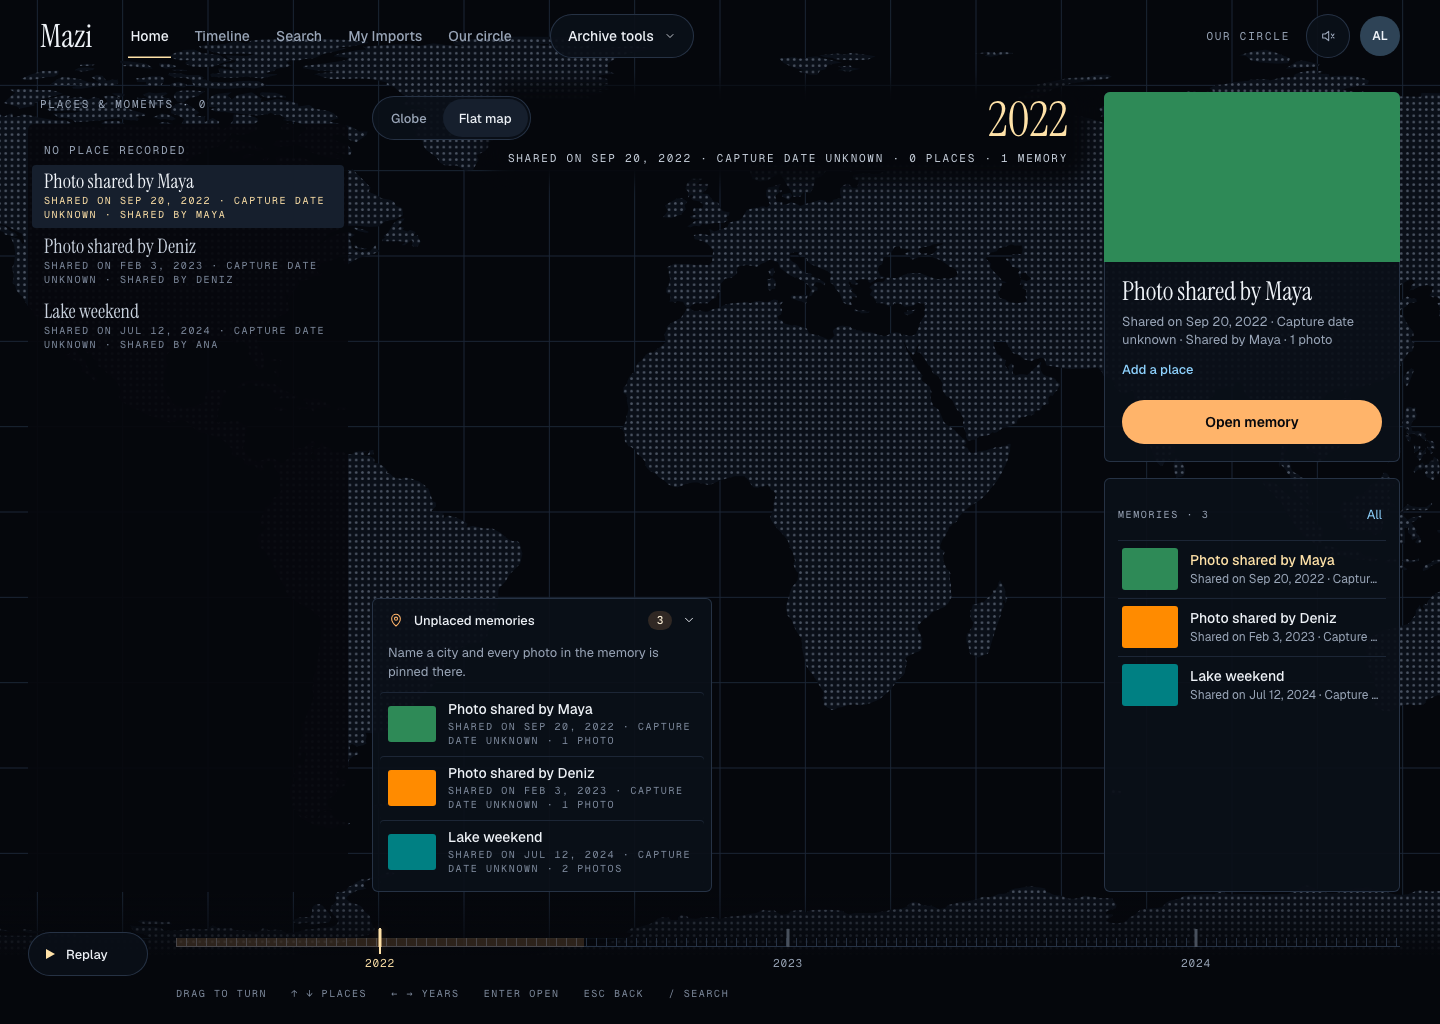 Mazi
Home
Timeline
Search
My Imports
Our circle
Archive tools
OUR CIRCLE
AL
PLACES & MOMENTS · 0
NO PLACE RECORDED
Photo shared by Maya
SHARED ON SEP 20, 2022 · CAPTURE DATE
UNKNOWN · SHARED BY MAYA
Photo shared by Deniz
SHARED ON FEB 3, 2023 · CAPTURE DATE
UNKNOWN · SHARED BY DENIZ
Lake weekend
SHARED ON JUL 12, 2024 · CAPTURE DATE
UNKNOWN · SHARED BY ANA
Globe
Flat map
2022
SHARED ON SEP 20, 2022 · CAPTURE DATE UNKNOWN · 0 PLACES · 1 MEMORY
Photo shared by Maya
Shared on Sep 20, 2022 · Capture date
unknown · Shared by Maya · 1 photo
Add a place
Open memory
MEMORIES · 3
All
Photo shared by Maya
Shared on Sep 20, 2022 · Captur...
Photo shared by Deniz
Shared on Feb 3, 2023 · Capture ...
Lake weekend
Shared on Jul 12, 2024 · Capture ...
Unplaced memories
3
Name a city and every photo in the memory is
pinned there.
Photo shared by Maya
SHARED ON SEP 20, 2022 · CAPTURE
DATE UNKNOWN · 1 PHOTO
Photo shared by Deniz
SHARED ON FEB 3, 2023 · CAPTURE
DATE UNKNOWN · 1 PHOTO
Lake weekend
SHARED ON JUL 12, 2024 · CAPTURE
DATE UNKNOWN · 2 PHOTOS
Replay
2022
2023
2024
DRAG TO TURN
↑ ↓ PLACES
← → YEARS
ENTER OPEN
ESC BACK
/ SEARCH